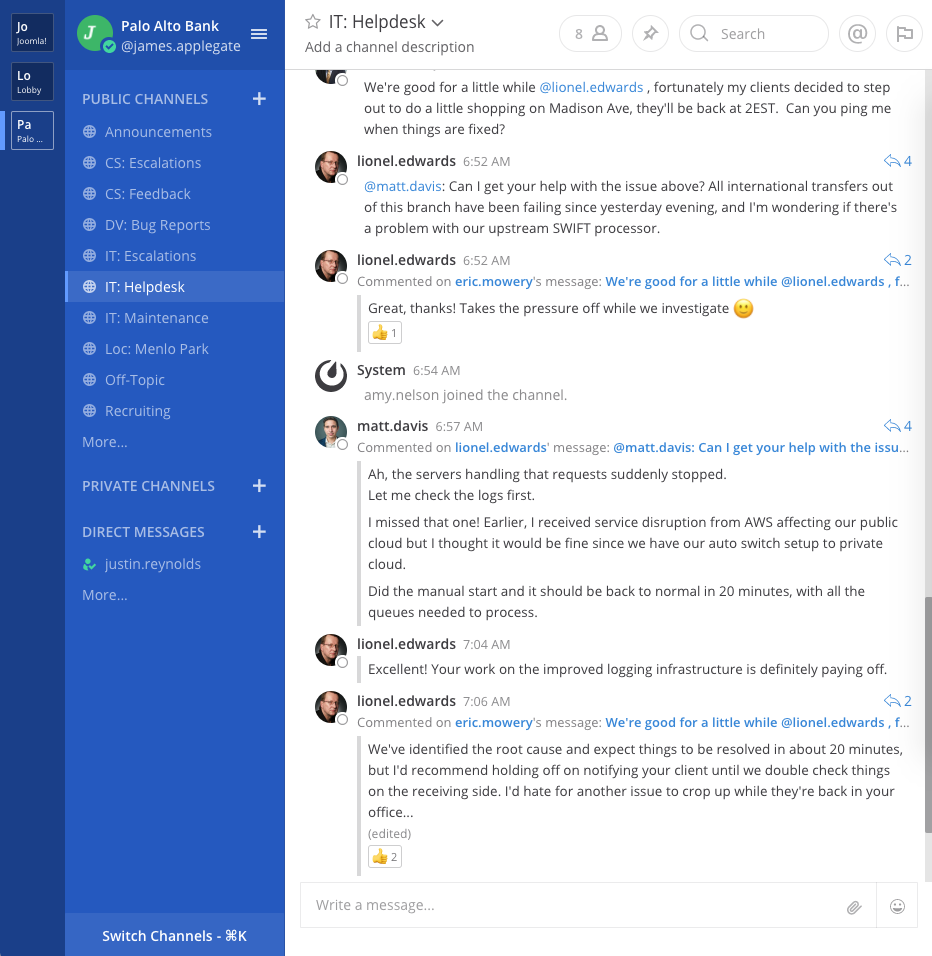 Jo
Joomla!
Lo
Lobby
Pa
Palo ...
J
Palo Alto Bank
@james.applegate
PUBLIC CHANNELS +
Announcements
CS: Escalations
CS: Feedback
DV: Bug Reports
IT: Escalations
IT: Helpdesk
IT: Maintenance
Loc: Menlo Park
Off-Topic
Recruiting
More...
PRIVATE CHANNELS +
DIRECT MESSAGES +
justin.reynolds
More...
Switch Channels - ⌘K
IT: Helpdesk
Add a channel description
8
Search
@
We're good for a little while @lionel.edwards , fortunately my clients decided to step
out to do a little shopping on Madison Ave, they'll be back at 2EST. Can you ping me
when things are fixed?
lionel.edwards 6:52 AM 4
@matt.davis: Can I get your help with the issue above? All international transfers out
of this branch have been failing since yesterday evening, and I'm wondering if there's
a problem with our upstream SWIFT processor.
lionel.edwards 6:52 AM 2
Commented on eric.mowery's message: We're good for a little while @lionel.edwards , f...
Great, thanks! Takes the pressure off while we investigate 🙂
👍 1
System 6:54 AM
amy.nelson joined the channel.
matt.davis 6:57 AM 4
Commented on lionel.edwards' message: @matt.davis: Can I get your help with the issu...
Ah, the servers handling that requests suddenly stopped.
Let me check the logs first.
I missed that one! Earlier, I received service disruption from AWS affecting our public
cloud but I thought it would be fine since we have our auto switch setup to private
cloud.
Did the manual start and it should be back to normal in 20 minutes, with all the
queues needed to process.
lionel.edwards 7:04 AM
Excellent! Your work on the improved logging infrastructure is definitely paying off.
lionel.edwards 7:06 AM 2
Commented on eric.mowery's message: We're good for a little while @lionel.edwards , f...
We've identified the root cause and expect things to be resolved in about 20 minutes,
but I'd recommend holding off on notifying your client until we double check things
on the receiving side. I'd hate for another issue to crop up while they're back in your
office...
(edited)
👍 2
Write a message...